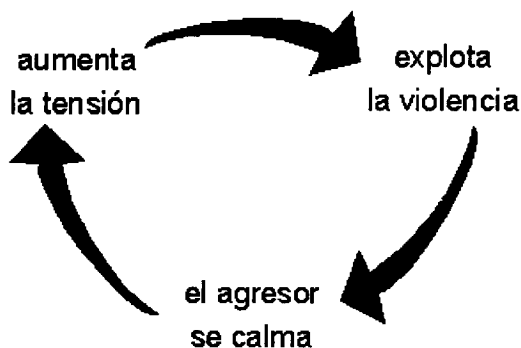 aumenta
la tensión
explota
la violencia
el agresor
se calma